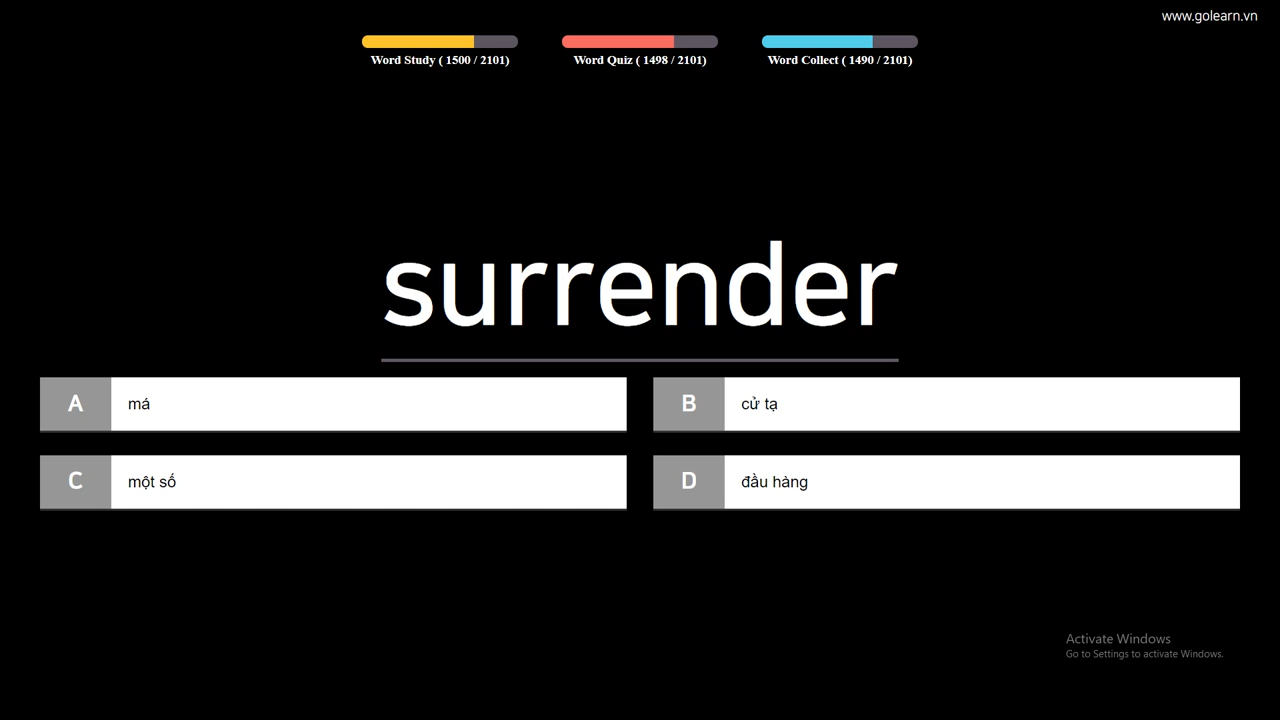 www.golearn.vn
Word Study ( 1500 / 2101) Word Quiz ( 1498 / 2101) Word Collect ( 1490 / 2101)
surrender
A má B cử tạ
C một số D đầu hàng
Activate Windows
Go to Settings to activate Windows.